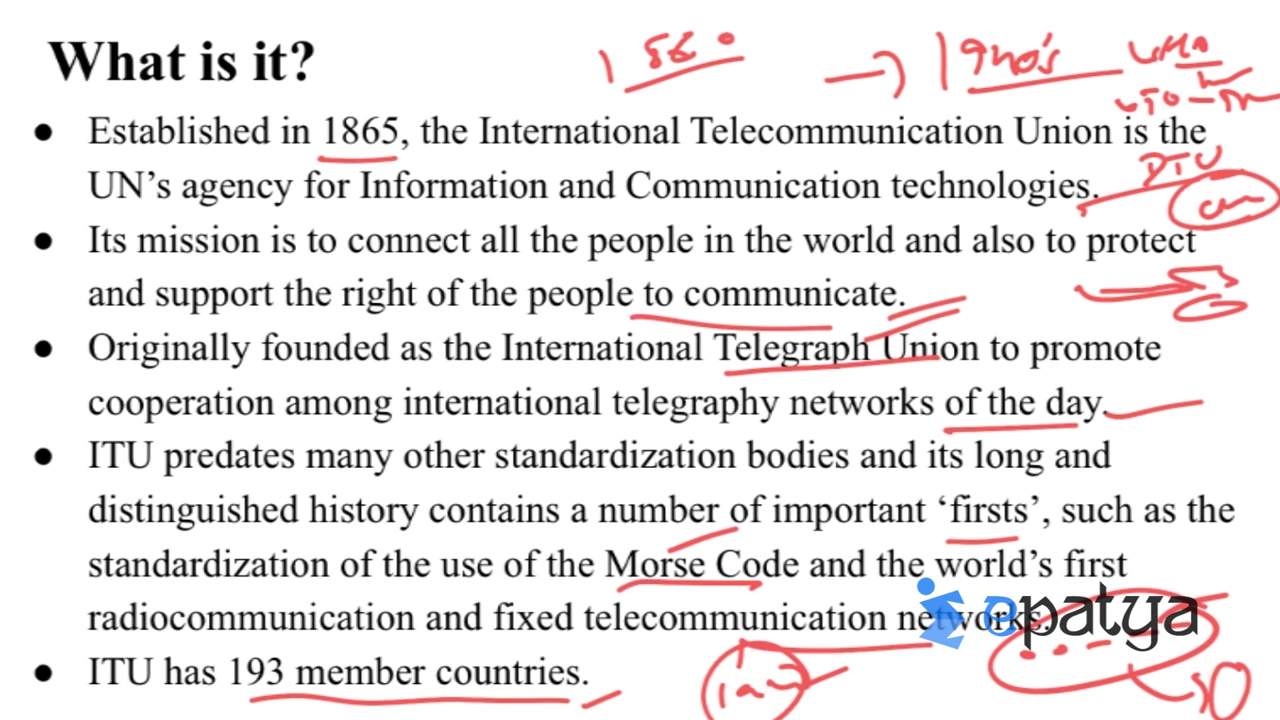 What is it?
1860
1940's
● Established in 1865, the International Telecommunication Union is the
UN's agency for Information and Communication technologies.
● Its mission is to connect all the people in the world and also to protect
and support the right of the people to communicate.
● Originally founded as the International Telegraph Union to promote
cooperation among international telegraphy networks of the day.
● ITU predates many other standardization bodies and its long and
distinguished history contains a number of important ‘firsts’, such as the
standardization of the use of the Morse Code and the world's first
radiocommunication and fixed telecommunication networks.
epatya
● ITU has 193 member countries.